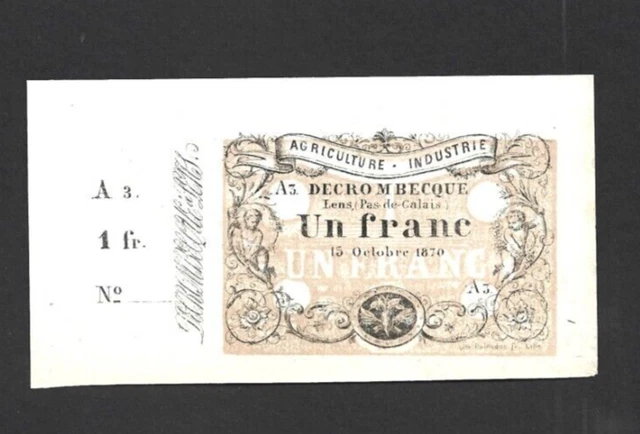 A 3.
1 fr.
Nº
AGRICULTURE · INDUSTRIE
A3. DECROMBECQUE
Lens (Pas-de-Calais)
Un franc
15 Octobre 1870
UN FRANC
A3